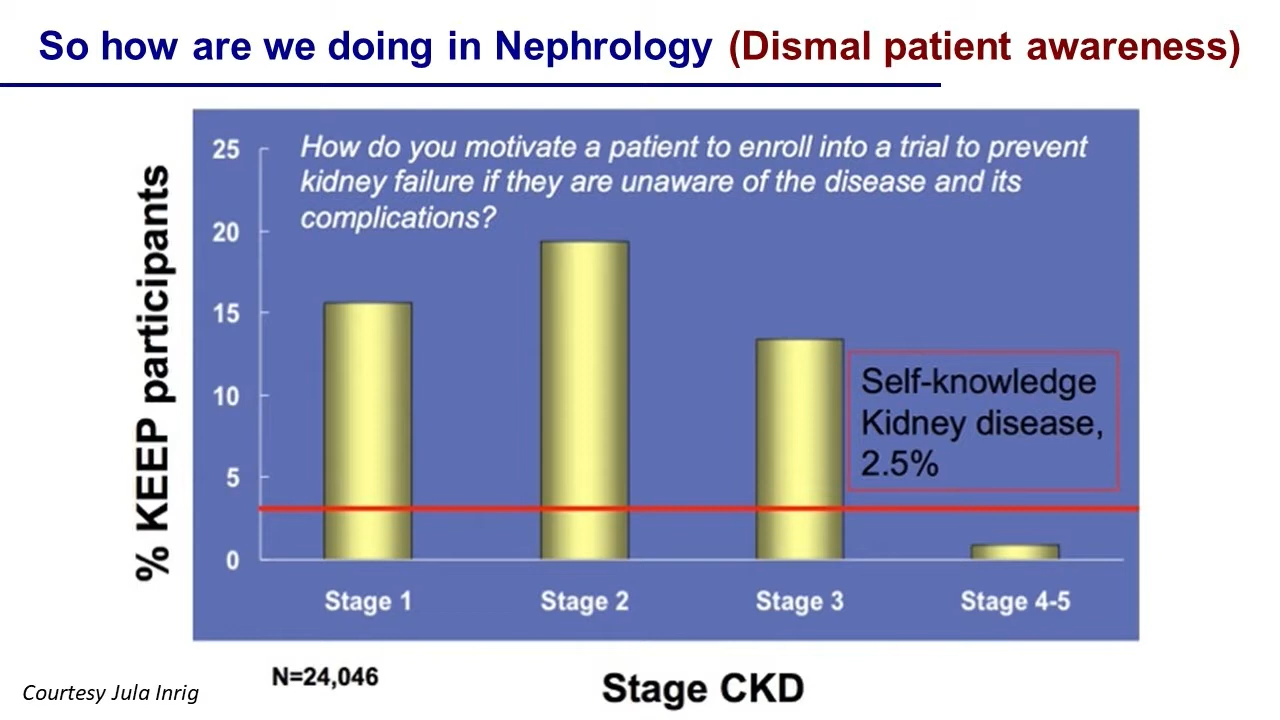 So how are we doing in Nephrology (Dismal patient awareness)
How do you motivate a patient to enroll into a trial to prevent
kidney failure if they are unaware of the disease and its
complications?
% KEEP participants
25
20
15
10
5
0
Self-knowledge
Kidney disease,
2.5%
Stage 1
Stage 2
Stage 3
Stage 4-5
N=24,046
Stage CKD
Courtesy Jula Inrig